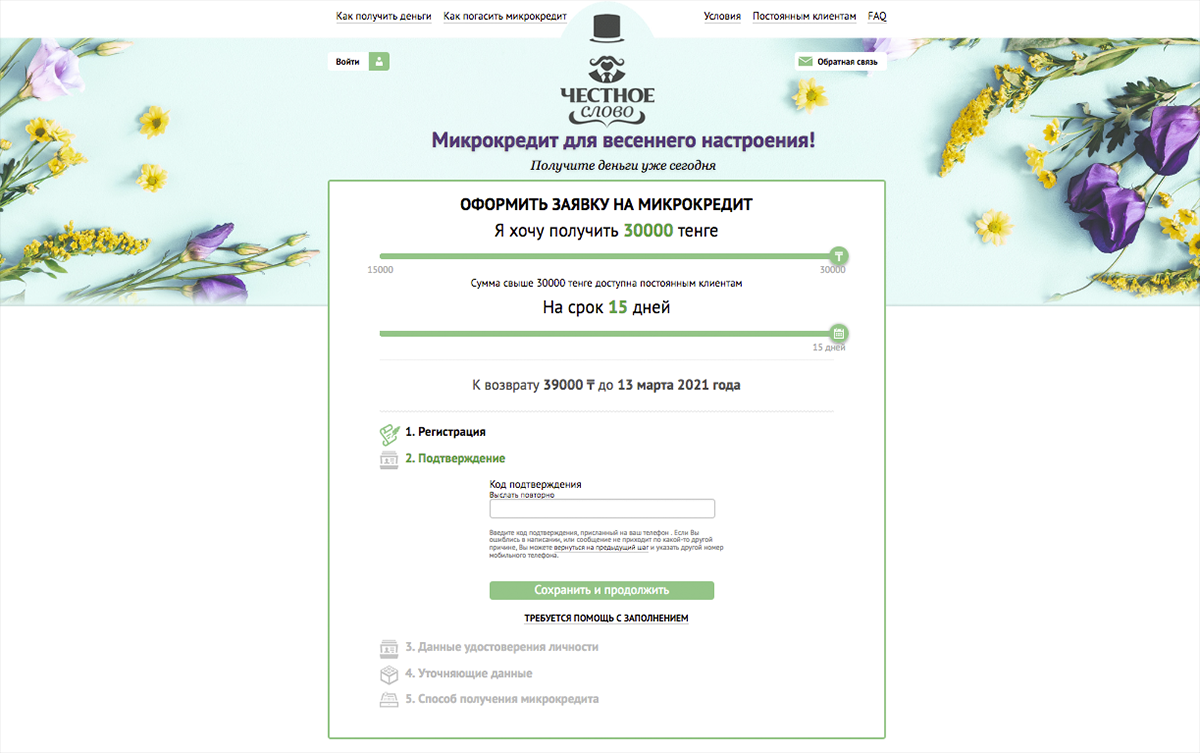 Как получить деньги Как погасить микрокредит Условия Постоянным клиентам FAQ
Войти
Обратная связь
ЧЕСТНОЕ
СЛОВО
Микрокредит для весеннего настроения!
Получите деньги уже сегодня
ОФОРМИТЬ ЗАЯВКУ НА МИКРОКРЕДИТ
Я хочу получить 30000 тенге
₸
15000 30000
Сумма свыше 30000 тенге доступна постоянным клиентам
На срок 15 дней
15 дней
К возврату 39000 ₸ до 13 марта 2021 года
1. Регистрация
2. Подтверждение
Код подтверждения
Выслать повторно
Введите код подтверждения, присланный на ваш телефон . Если Вы
ошиблись в написании, или сообщение не приходит по какой-то другой
причине, Вы можете вернуться на предыдущий шаг и указать другой номер
мобильного телефона.
Сохранить и продолжить
ТРЕБУЕТСЯ ПОМОЩЬ С ЗАПОЛНЕНИЕМ
3. Данные удостоверения личности
4. Уточняющие данные
5. Способ получения микрокредита